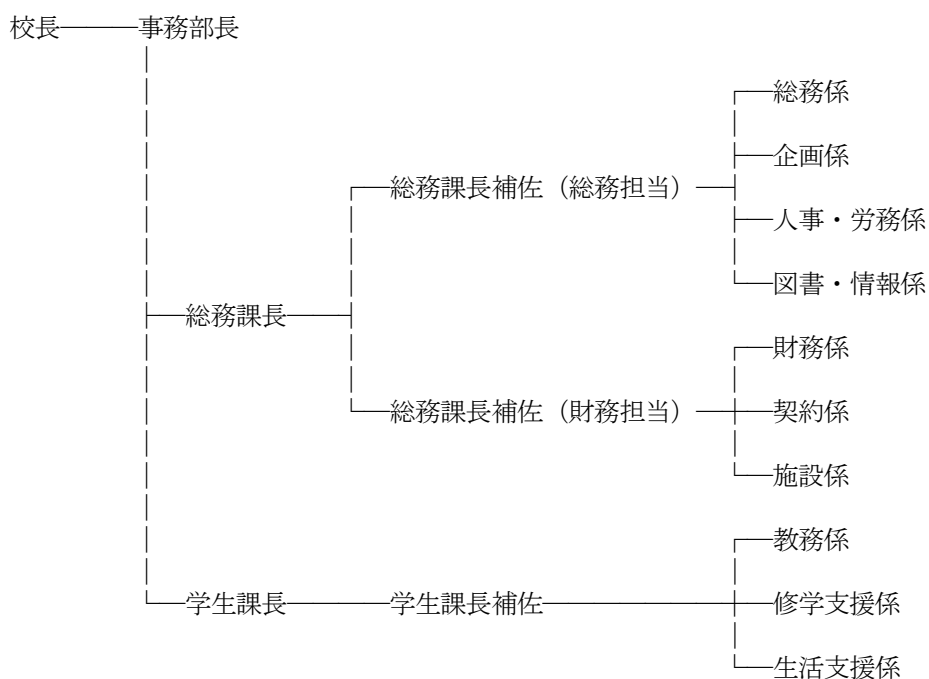 校長 事務部長
総務係
企画係
総務課長補佐（総務担当）
人事・労務係
図書・情報係
総務課長
財務係
総務課長補佐（財務担当） 契約係
施設係
教務係
学生課長 学生課長補佐 修学支援係
生活支援係